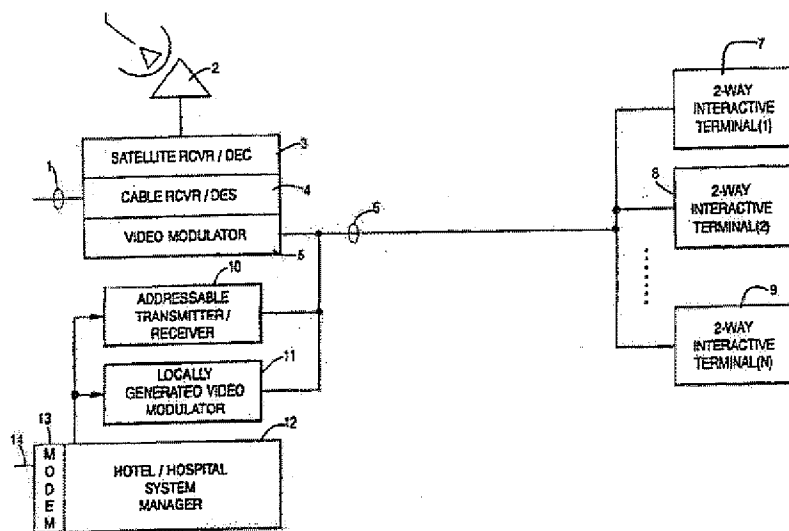 2
7
2-WAY
INTERACTIVE
TERMINAL(1)
SATELLITE RCVR / DEC
3
1
CABLE RCVR / DES
4
8
2-WAY
INTERACTIVE
TERMINAL(2)
VIDEO MODULATOR
6
5
10
ADDRESSABLE
TRANSMITTER /
RECEIVER
9
2-WAY
INTERACTIVE
TERMINAL(N)
11
LOCALLY
GENERATED VIDEO
MODULATOR
13
12
14
MODEM
HOTEL / HOSPITAL
SYSTEM
MANAGER